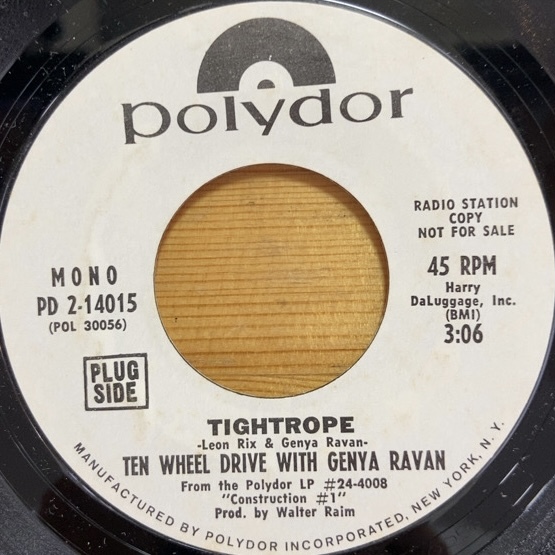 polydor
RADIO STATION
COPY
NOT FOR SALE
MONO
PD 2-14015
(POL 30056)
45 RPM
Harry
DaLuggage, Inc.
(BMI)
3:06
PLUG
SIDE
TIGHTROPE
-Leon Rix & Genya Ravan-
TEN WHEEL DRIVE WITH GENYA RAVAN
From the Polydor LP #24-4008
"Construction #1"
Prod. by Walter Raim
MANUFACTURED BY POLYDOR INCORPORATED, NEW YORK, N. Y.